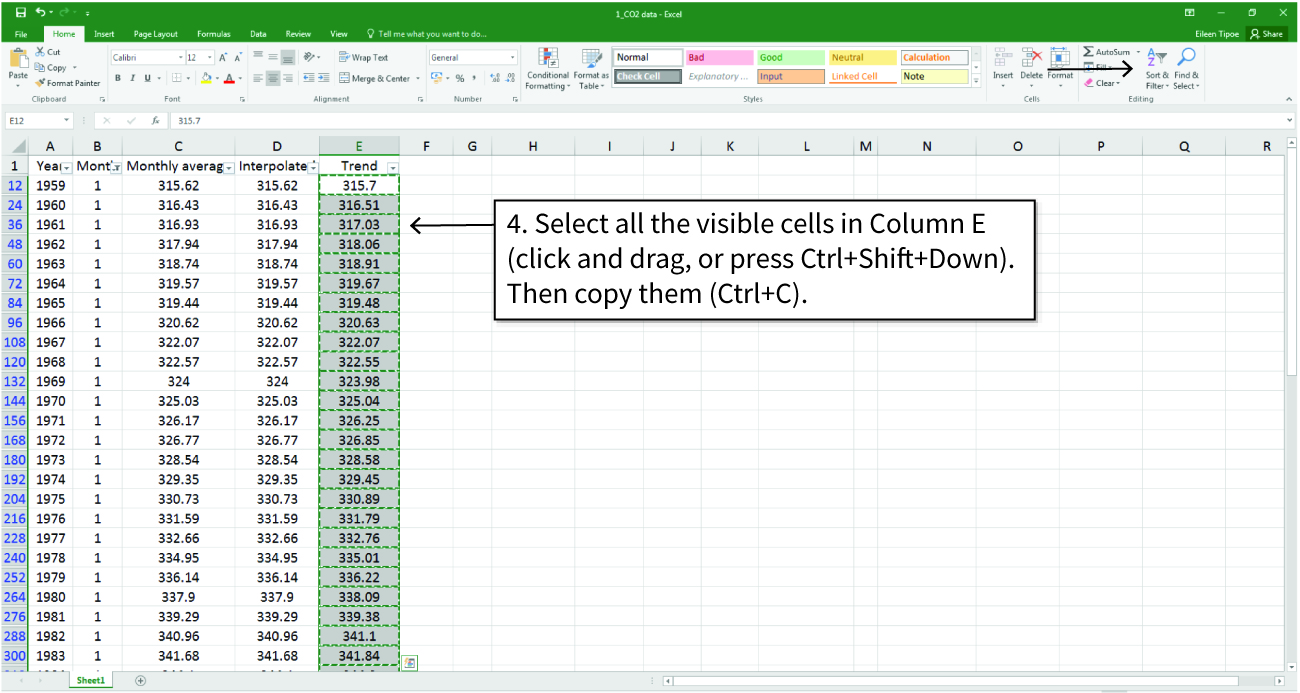 1_CO2 data - Excel
File Home Insert Page Layout Formulas Data Review View Tell me what you want to do... Eileen Tipoe Share
Paste Cut Copy Format Painter Clipboard
Calibri 12 A A B I U A Font
Wrap Text Merge & Center Alignment
General % , Number
Conditional Formatting Format as Table
Normal Bad Good Neutral Calculation
Check Cell Explanatory ... Input Linked Cell Note
Styles
Insert Delete Format Cells
AutoSum Fill Clear Sort & Filter Find & Select Editing
E12 fx 315.7
A B C D E F G H I J K L M N O P Q R
1 Yea Mont Monthly averag Interpolate Trend
12 1959 1 315.62 315.62 315.7
24 1960 1 316.43 316.43 316.51
36 1961 1 316.93 316.93 317.03
48 1962 1 317.94 317.94 318.06
60 1963 1 318.74 318.74 318.91
72 1964 1 319.57 319.57 319.67
84 1965 1 319.44 319.44 319.48
96 1966 1 320.62 320.62 320.63
108 1967 1 322.07 322.07 322.07
120 1968 1 322.57 322.57 322.55
132 1969 1 324 324 323.98
144 1970 1 325.03 325.03 325.04
156 1971 1 326.17 326.17 326.25
168 1972 1 326.77 326.77 326.85
180 1973 1 328.54 328.54 328.58
192 1974 1 329.35 329.35 329.45
204 1975 1 330.73 330.73 330.89
216 1976 1 331.59 331.59 331.79
228 1977 1 332.66 332.66 332.76
240 1978 1 334.95 334.95 335.01
252 1979 1 336.14 336.14 336.22
264 1980 1 337.9 337.9 338.09
276 1981 1 339.29 339.29 339.38
288 1982 1 340.96 340.96 341.1
300 1983 1 341.68 341.68 341.84
4. Select all the visible cells in Column E
(click and drag, or press Ctrl+Shift+Down).
Then copy them (Ctrl+C).
Sheet1